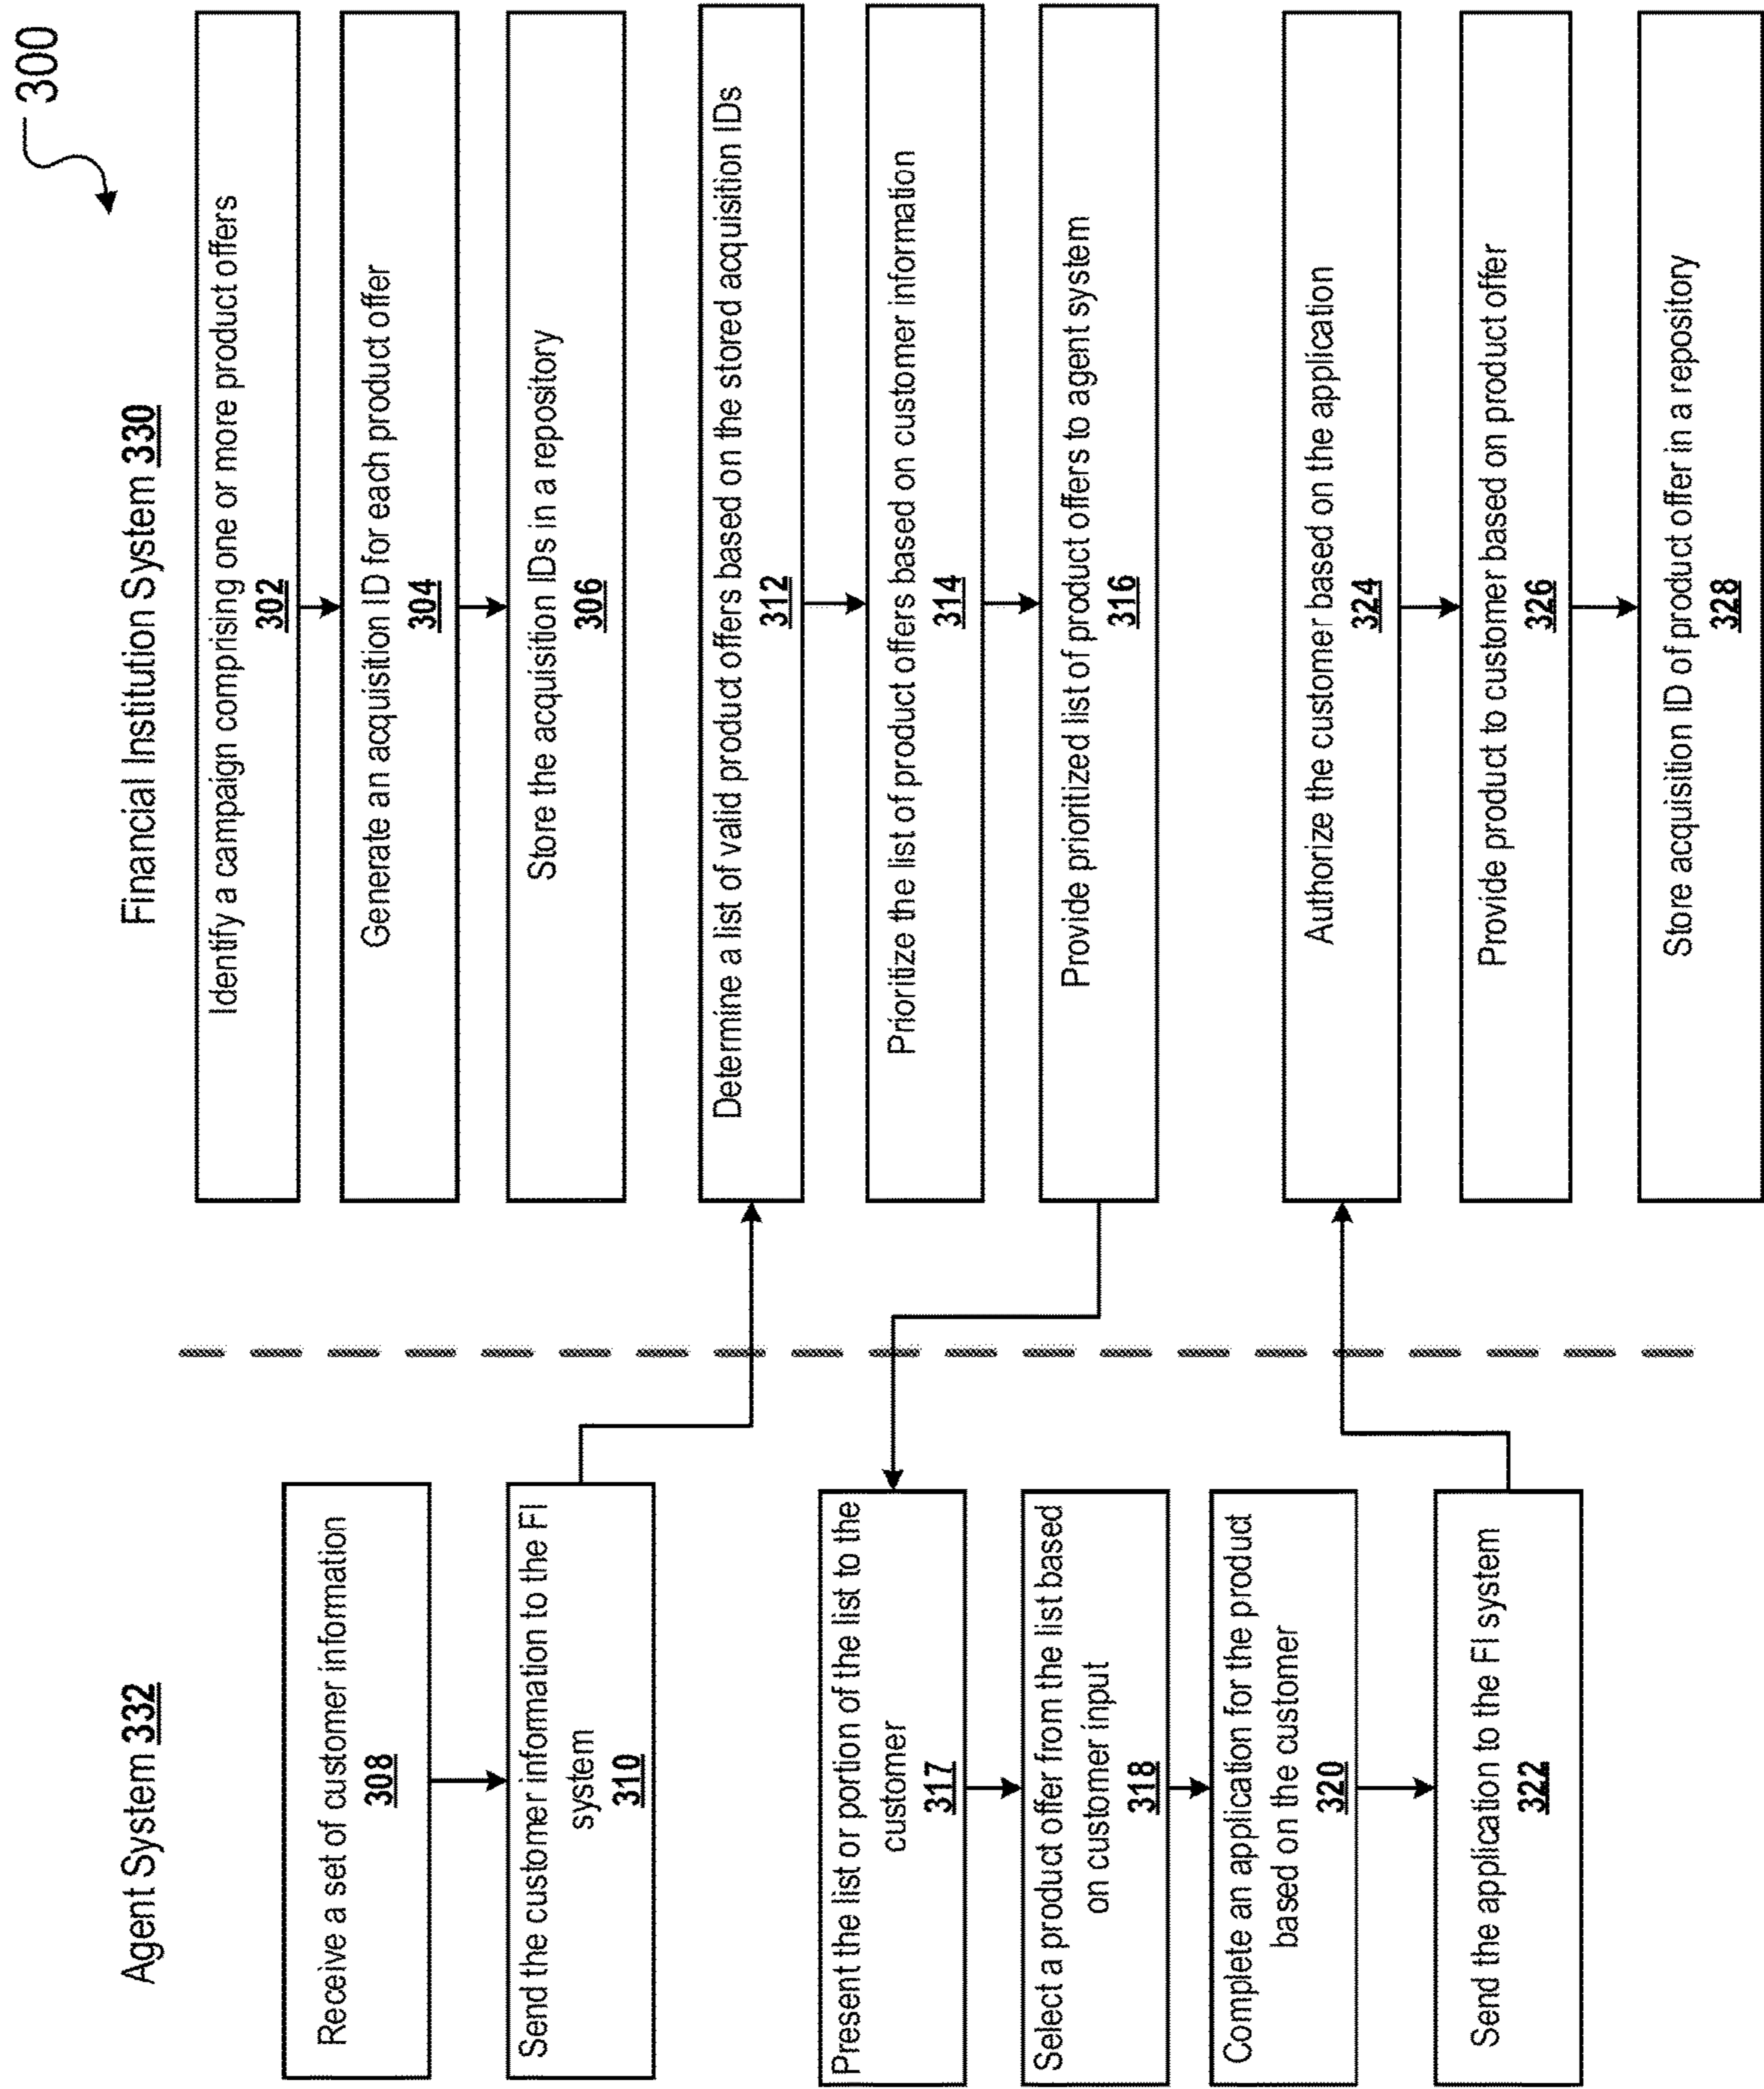 300
Agent System 332
Financial Institution System 330
Identify a campaign comprising one or more product offers
302
Generate an acquisition ID for each product offer
304
Store the acquisition IDs in a repository
306
Receive a set of customer information
308
Send the customer information to the FI
system
310
Determine a list of valid product offers based on the stored acquisition IDs
312
Prioritize the list of product offers based on customer information
314
Provide prioritized list of product offers to agent system
316
Present the list or portion of the list to the
customer
317
Select a product offer from the list based
on customer input
318
Complete an application for the product
based on the customer
320
Send the application to the FI system
322
Authorize the customer based on the application
324
Provide product to customer based on product offer
326
Store acquisition ID of product offer in a repository
328